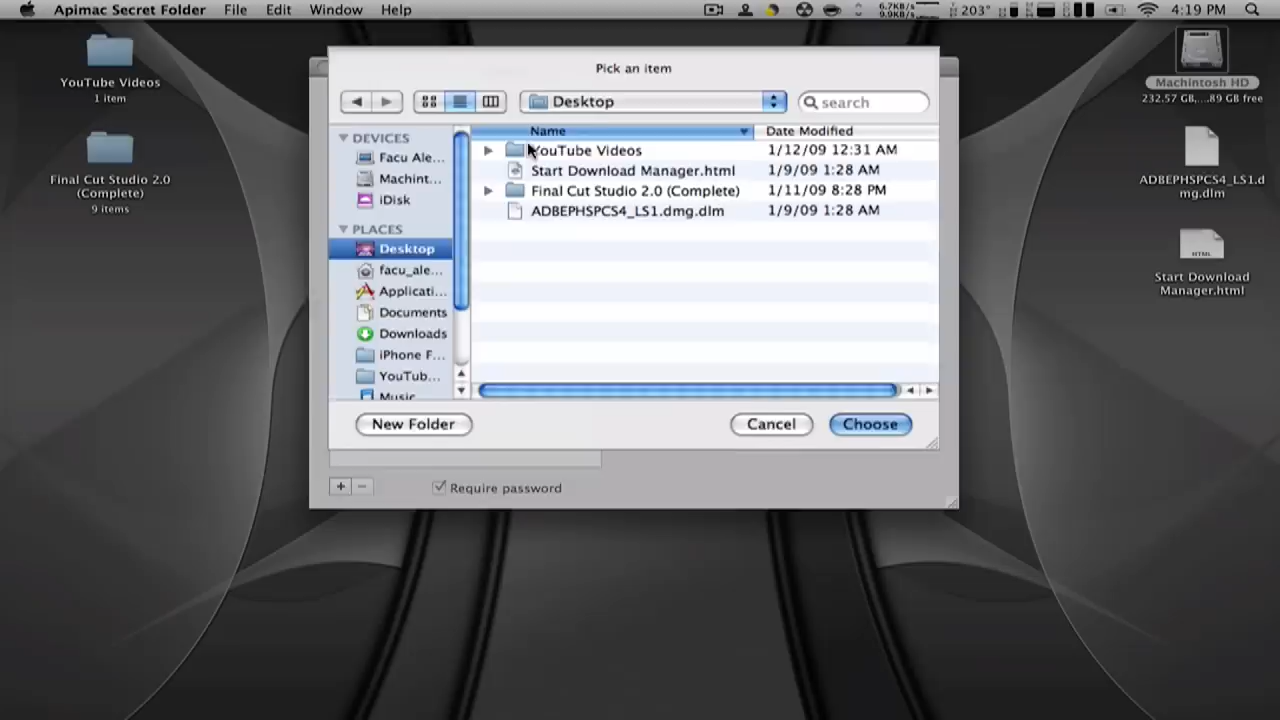 Apimac Secret Folder File Edit Window Help
6.7KB/s
9.9KB/s
203°
4:19 PM
YouTube Videos
1 item
Final Cut Studio 2.0
(Complete)
9 items
Pick an item
Desktop
search
DEVICES
Facu Ale...
Machint...
iDisk
PLACES
Desktop
facu_ale...
Applicati...
Documents
Downloads
iPhone F...
YouTub...
Music
Name Date Modified
YouTube Videos 1/12/09 12:31 AM
Start Download Manager.html 1/9/09 1:28 AM
Final Cut Studio 2.0 (Complete) 1/11/09 8:28 PM
ADBEPHSPCS4_LS1.dmg.dlm 1/9/09 1:28 AM
New Folder Cancel Choose
Require password
Machintosh HD
232.57 GB,...89 GB free
ADBEPHSPCS4_LS1.d
mg.dlm
HTML
Start Download
Manager.html